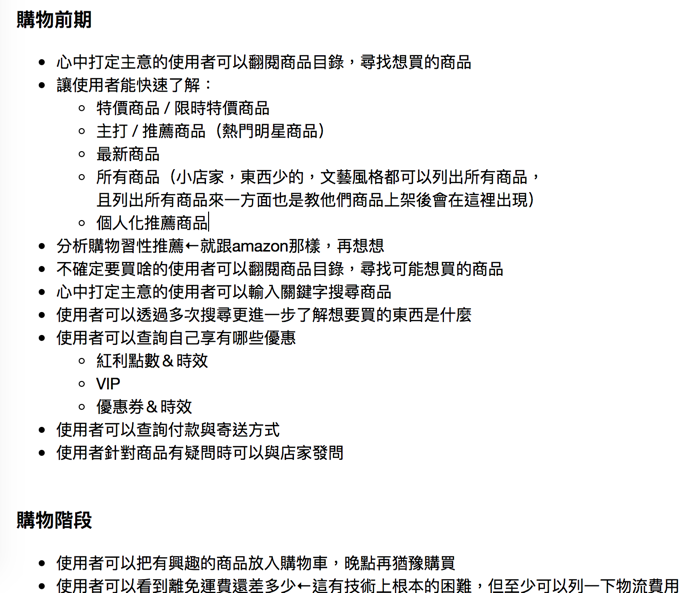 購物前期
心中打定主意的使用者可以翻閱商品目錄，尋找想買的商品
讓使用者能快速了解：
特價商品 / 限時特價商品
主打 / 推薦商品（熱門明星商品）
最新商品
所有商品（小店家，東西少的，文藝風格都可以列出所有商品，
且列出所有商品來一方面也是教他們商品上架後會在這裡出現）
個人化推薦商品
分析購物習性推薦←就跟amazon那樣，再想想
不確定要買啥的使用者可以翻閱商品目錄，尋找可能想買的商品
心中打定主意的使用者可以輸入關鍵字搜尋商品
使用者可以透過多次搜尋更進一步了解想要買的東西是什麼
使用者可以查詢自己享有哪些優惠
紅利點數＆時效
VIP
優惠券＆時效
使用者可以查詢付款與寄送方式
使用者針對商品有疑問時可以與店家發問
購物階段
使用者可以把有興趣的商品放入購物車，晚點再猶豫購買
使用者可以看到離免運費還差多少←這有技術上根本的困難，但至少可以列一下物流費用